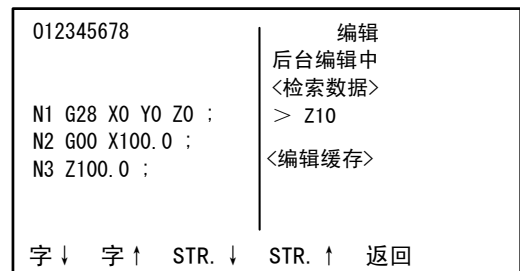 012345678
N1 G28 X0 Y0 Z0 ;
N2 G00 X100.0 ;
N3 Z100.0 ;
编辑
后台编辑中
<检索数据>
> Z10
<编辑缓存>
字↓ 字↑ STR.↓ STR.↑ 返回